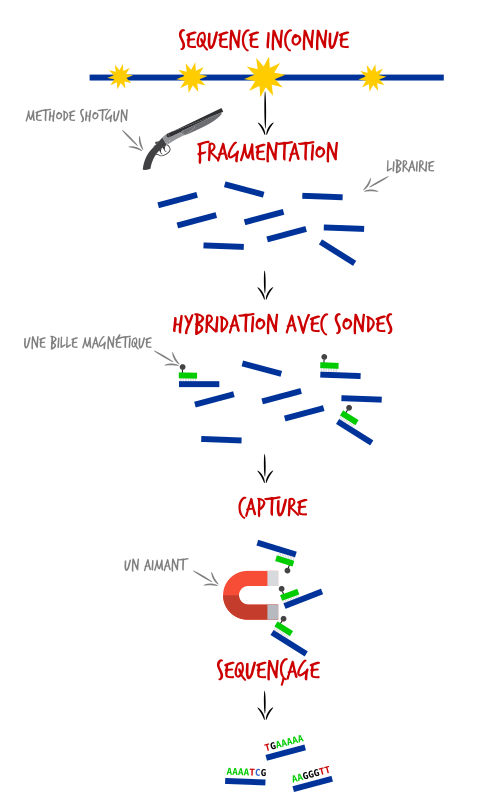 SEQUENCE INCONNUE
METHODE SHOTGUN
FRAGMENTATION
LIBRAIRIE
HYBRIDATION AVEC SONDES
UNE BILLE MAGNÉTIQUE
CAPTURE
UN AIMANT
SEQUENÇAGE
TGAAAAA
AAAATCG
AAGGGTT